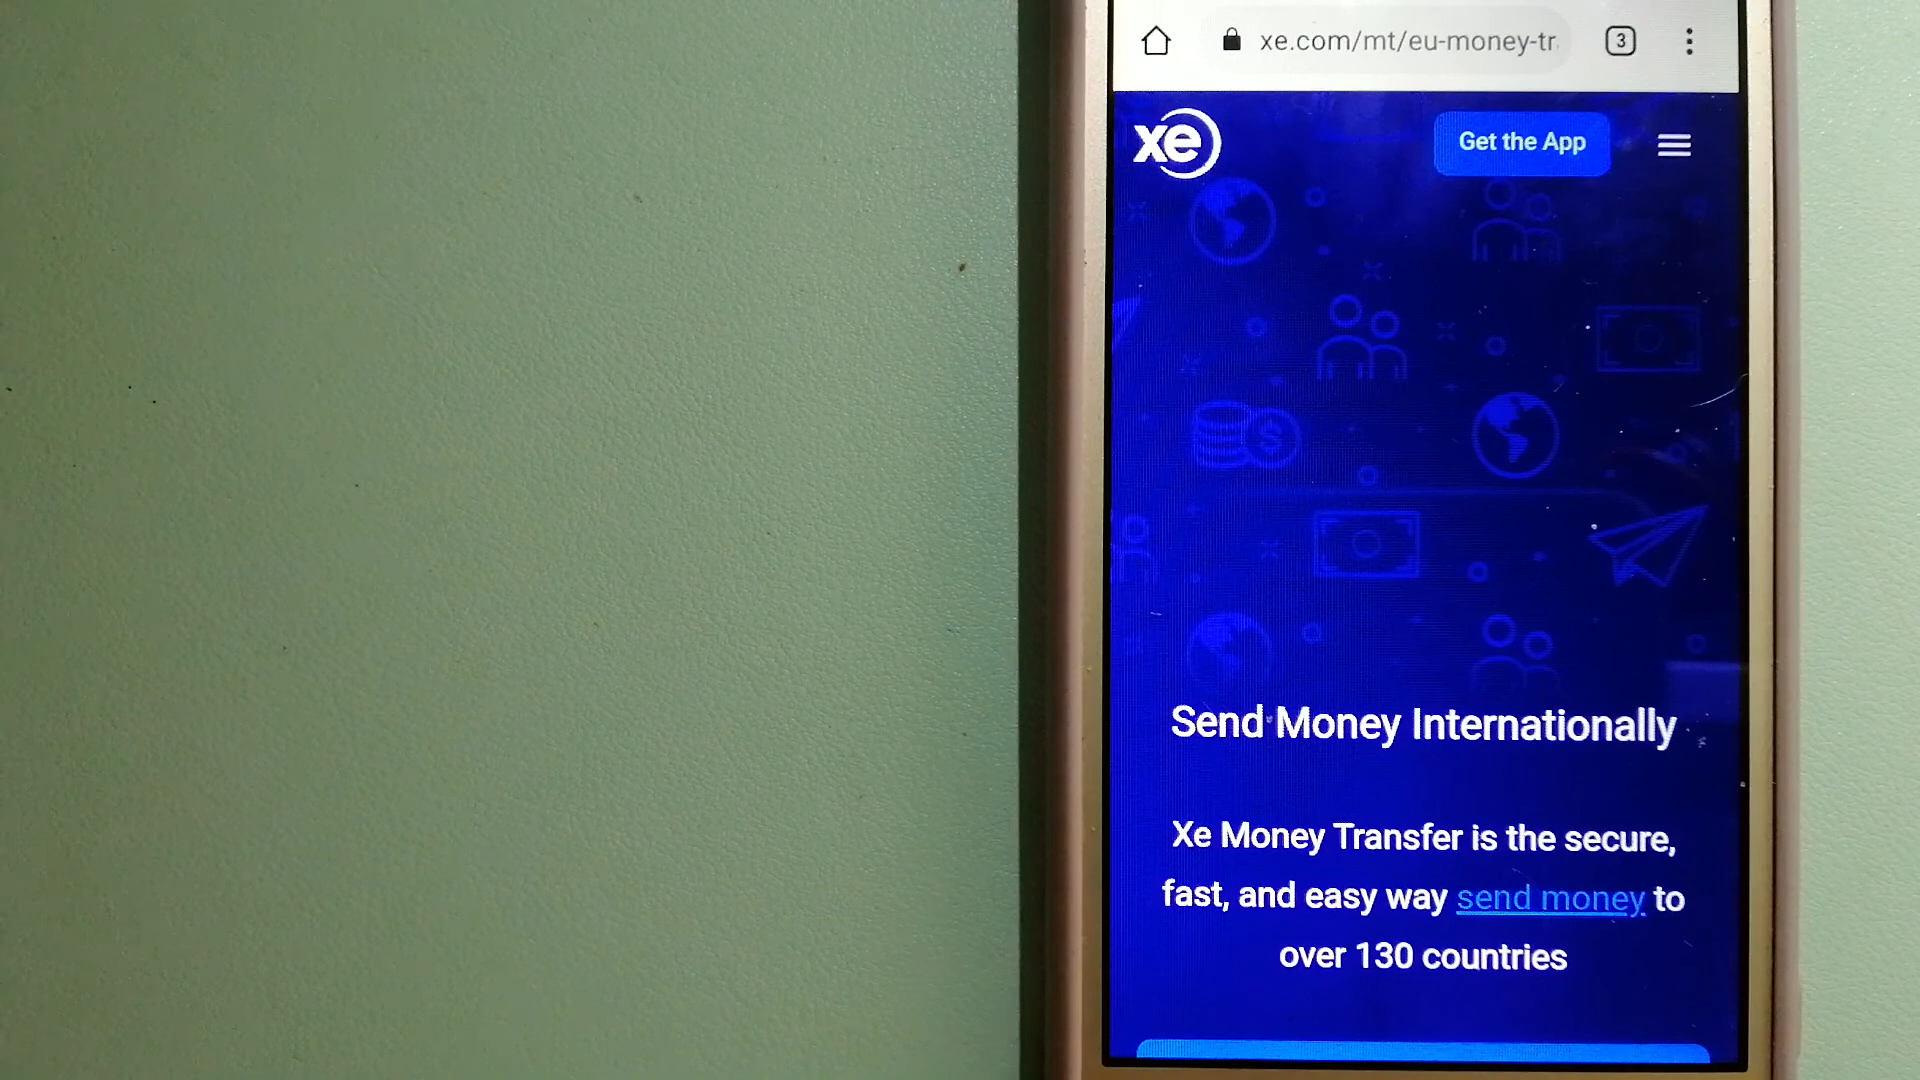 xe.com/mt/eu-money-tr
3
xe
Get the App
Send Money Internationally
Xe Money Transfer is the secure,
fast, and easy way send money to
over 130 countries